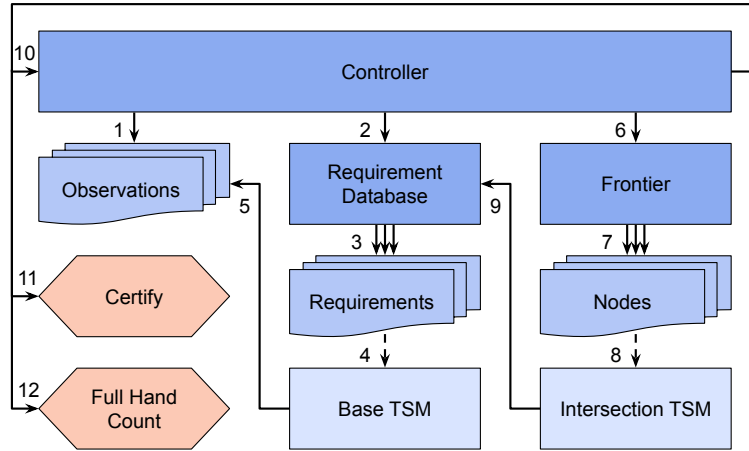 10
Controller
1
2
6
Observations
Requirement
Database
Frontier
5
9
3
7
11
Certify
Requirements
Nodes
4
8
12
Full Hand
Count
Base TSM
Intersection TSM